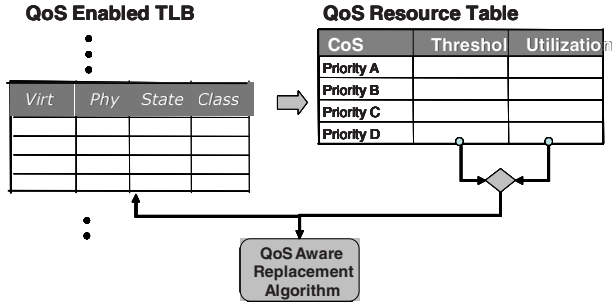 QoS Enabled TLB
QoS Resource Table
Virt Phy State Class
CoS Threshol Utilization
Priority A
Priority B
Priority C
Priority D
QoS Aware
Replacement
Algorithm